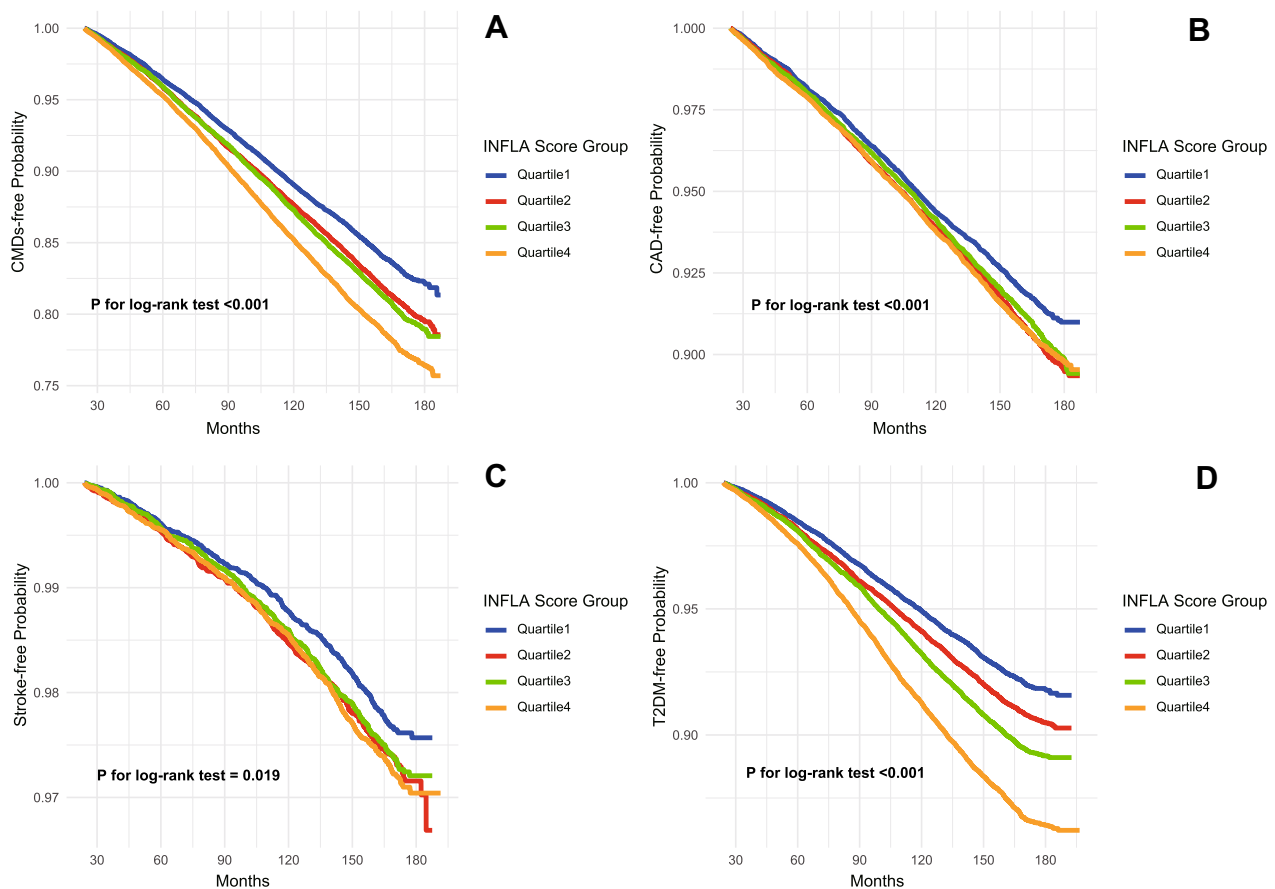 A
CMDs-free Probability
1.00
0.95
0.90
0.85
0.80
0.75
P for log-rank test <0.001
30 60 90 120 150 180
Months
INFLA Score Group
Quartile1
Quartile2
Quartile3
Quartile4
B
CAD-free Probability
1.000
0.975
0.950
0.925
0.900
P for log-rank test <0.001
30 60 90 120 150 180
Months
INFLA Score Group
Quartile1
Quartile2
Quartile3
Quartile4
C
Stroke-free Probability
1.00
0.99
0.98
0.97
P for log-rank test = 0.019
30 60 90 120 150 180
Months
INFLA Score Group
Quartile1
Quartile2
Quartile3
Quartile4
D
T2DM-free Probability
1.00
0.95
0.90
P for log-rank test <0.001
30 60 90 120 150 180
Months
INFLA Score Group
Quartile1
Quartile2
Quartile3
Quartile4